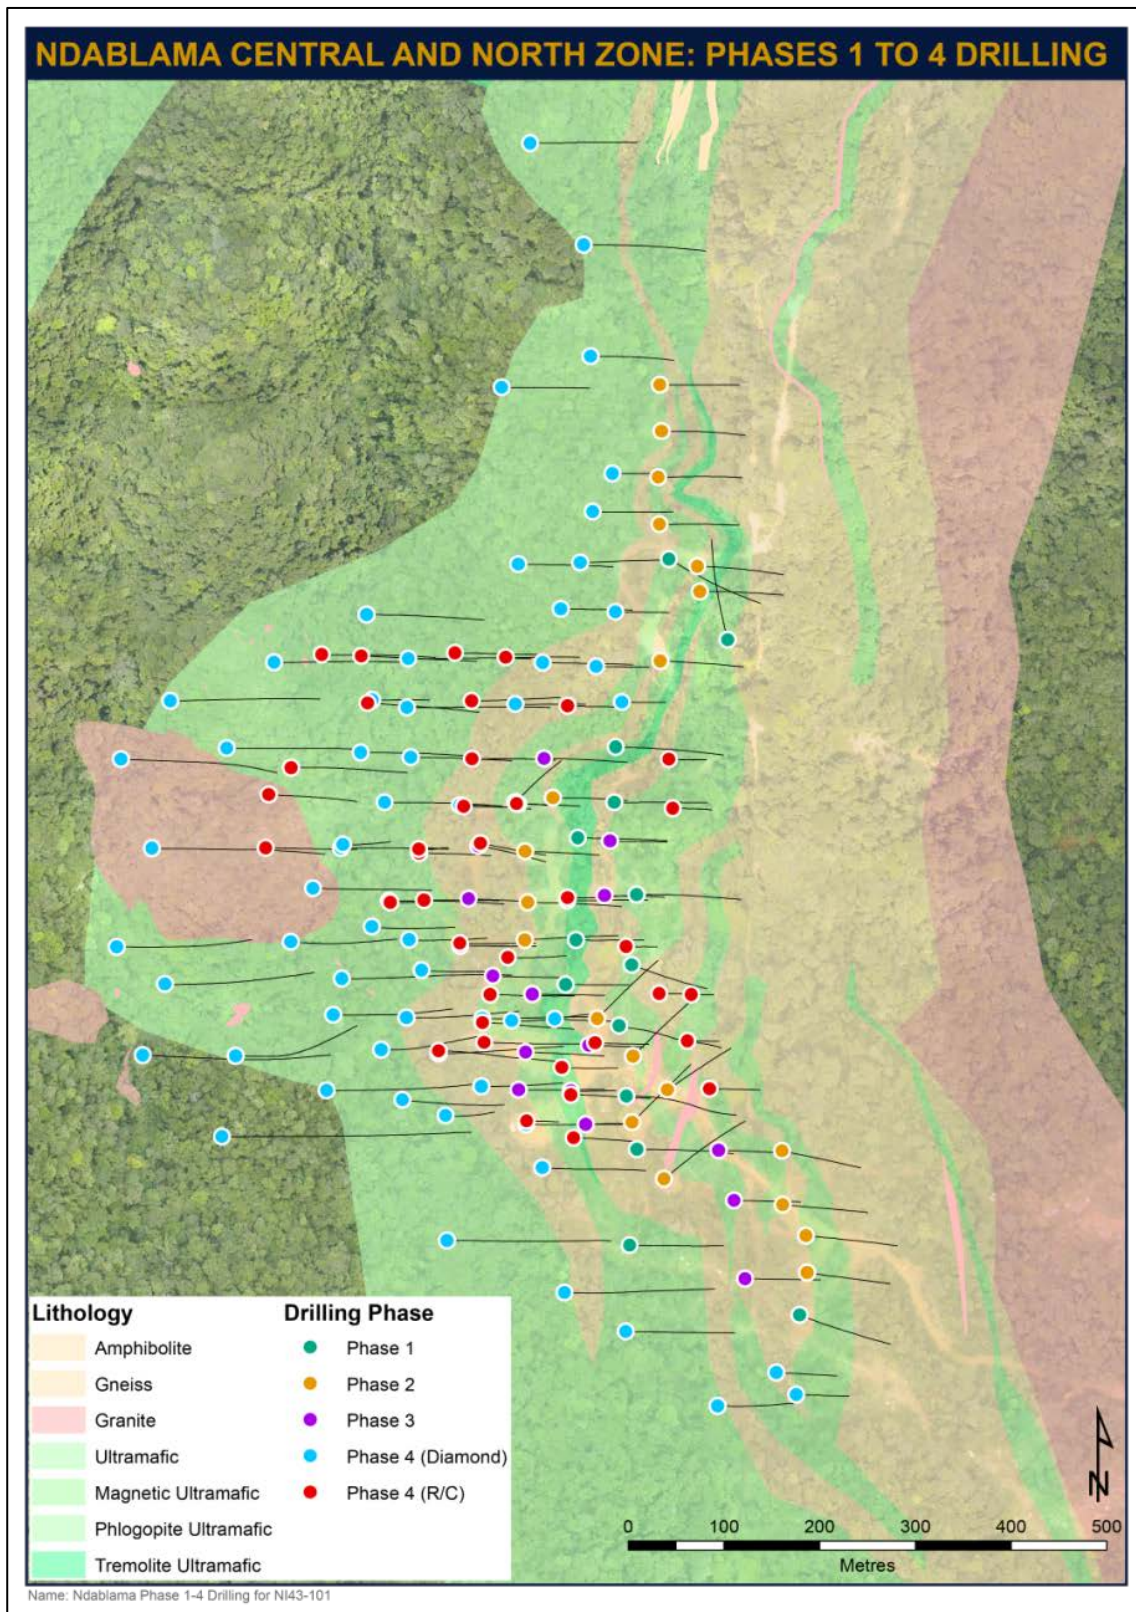 NDABLAMA CENTRAL AND NORTH ZONE: PHASES 1 TO 4 DRILLING
Lithology
Amphibolite
Gneiss
Granite
Ultramafic
Magnetic Ultramafic
Phlogopite Ultramafic
Tremolite Ultramafic
Drilling Phase
Phase 1
Phase 2
Phase 3
Phase 4 (Diamond)
Phase 4 (R/C)
N
0 100 200 300 400 500
Metres
Name: Ndablama Phase 1-4 Drilling for NI43-101